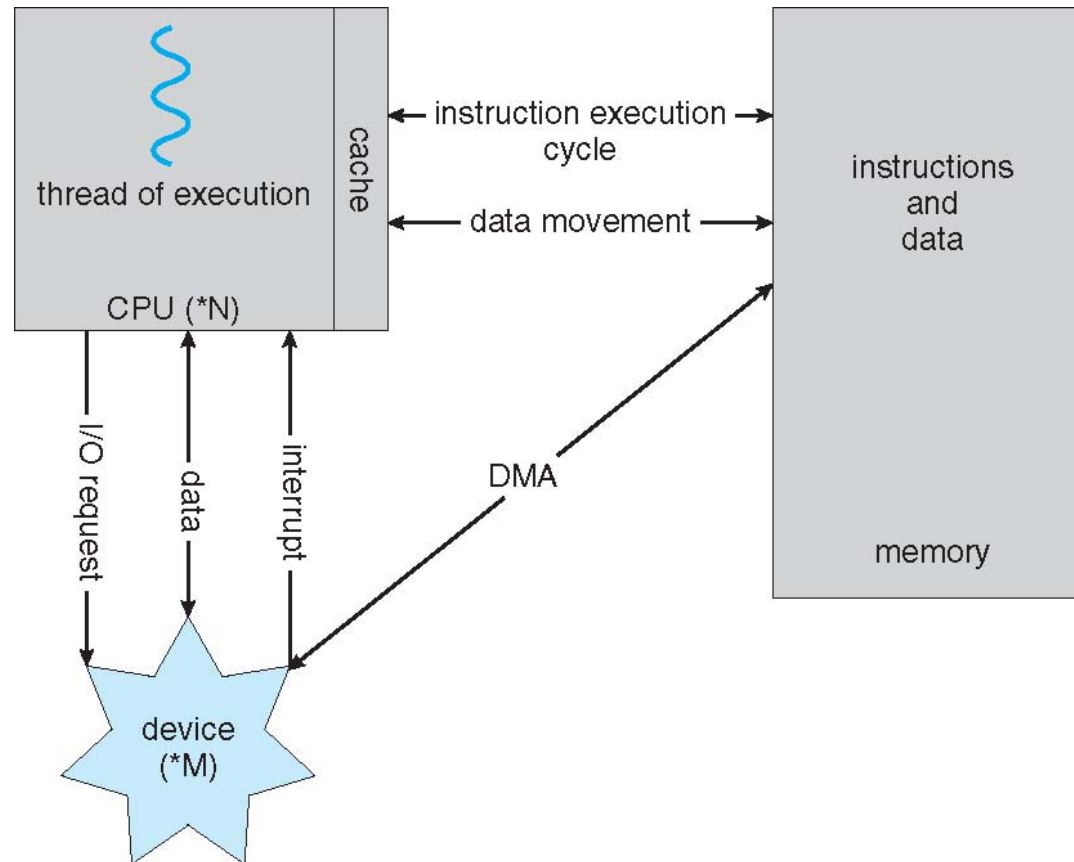 thread of execution
cache
CPU (*N)
instruction execution
cycle
data movement
instructions
and
data
memory
I/O request
data
interrupt
DMA
device
(*M)